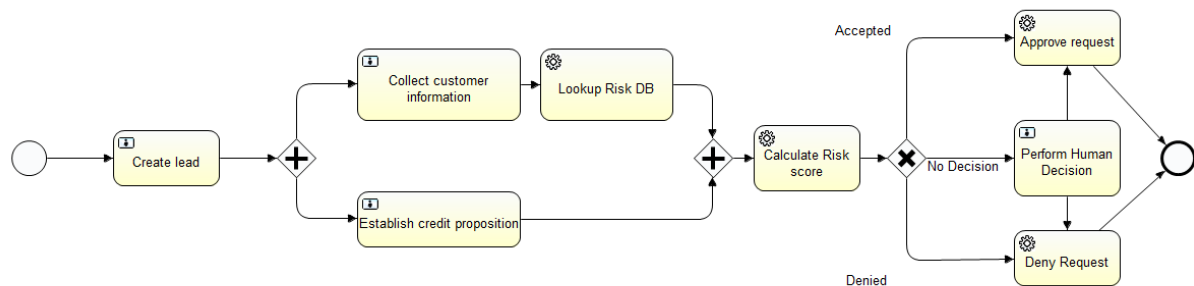 Accepted
Approve request
Collect customer
information
Lookup Risk DB
Create lead
Calculate Risk
score
No Decision
Perform Human
Decision
Establish credit proposition
Denied
Deny Request